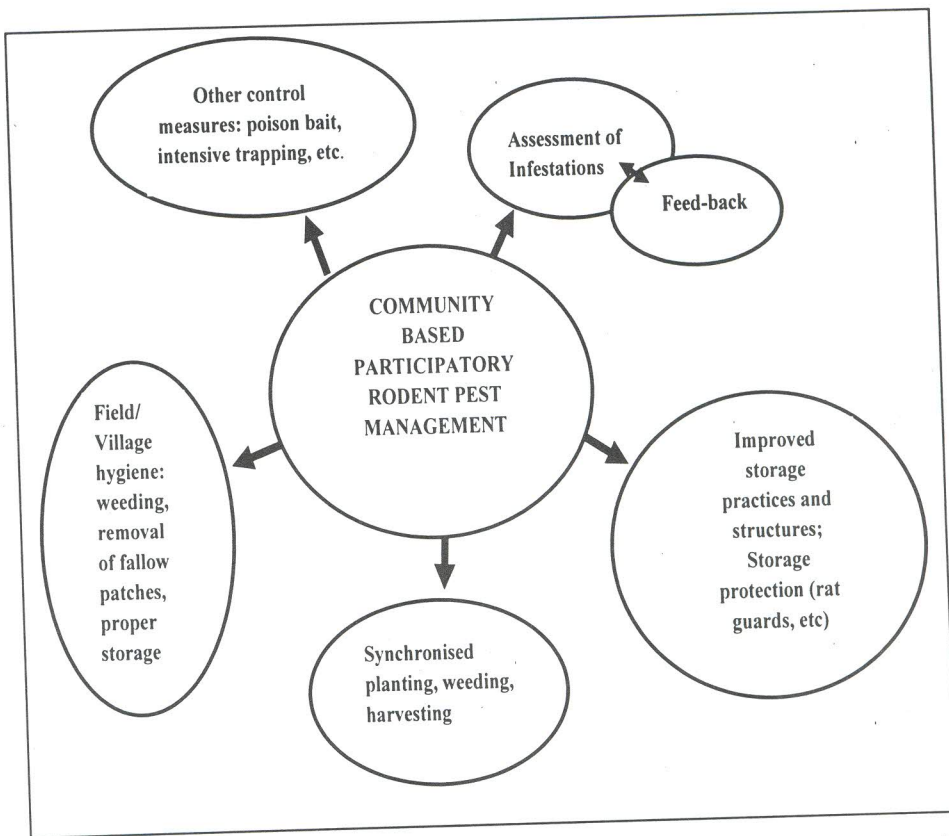 Other control
measures: poison bait,
intensive trapping, etc.
Assessment of
Infestations
Feed-back
COMMUNITY
BASED
PARTICIPATORY
RODENT PEST
MANAGEMENT
Field/
Village
hygiene:
weeding,
removal
of fallow
patches,
proper
storage
Improved
storage
practices and
structures;
Storage
protection (rat
guards, etc)
Synchronised
planting, weeding,
harvesting